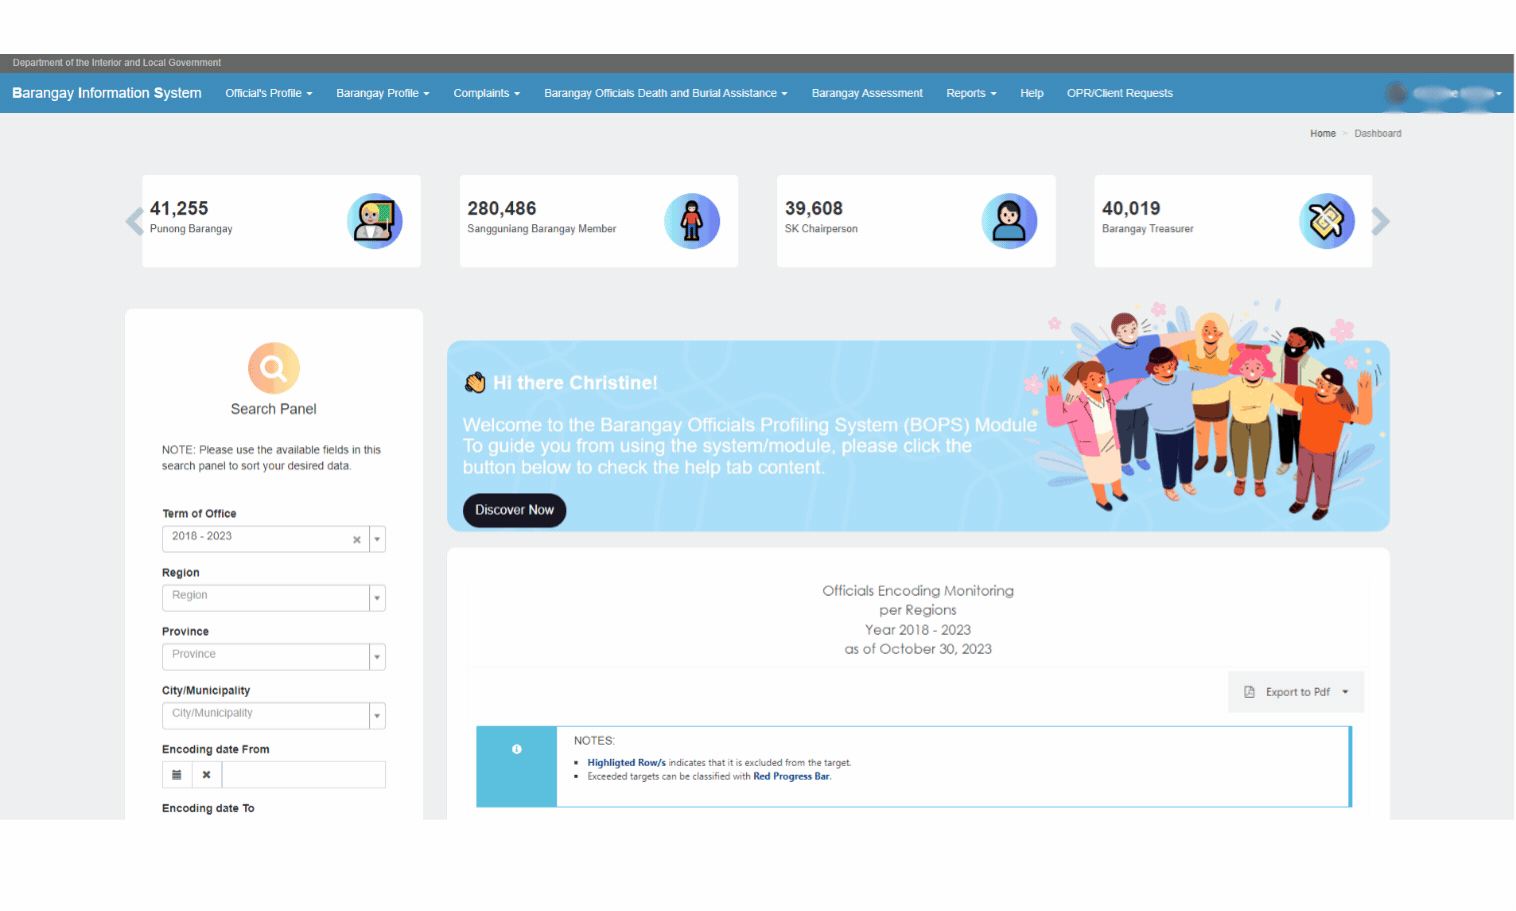 Department of the Interior and Local Government
Barangay Information System
Official's Profile
Barangay Profile
Complaints
Barangay Officials Death and Burial Assistance
Barangay Assessment
Reports
Help
OPR/Client Requests
Home > Dashboard
41,255
Punong Barangay
280,486
Sangguniang Barangay Member
39,608
SK Chairperson
40,019
Barangay Treasurer
Search Panel
NOTE: Please use the available fields in this
search panel to sort your desired data.
Term of Office
2018 - 2023
Region
Region
Province
Province
City/Municipality
City/Municipality
Encoding date From
Encoding date To
Hi there Christine!
Welcome to the Barangay Officials Profiling System (BOPS) Module
To guide you from using the system/module, please click the
button below to check the help tab content.
Discover Now
Officials Encoding Monitoring
per Regions
Year 2018 - 2023
as of October 30, 2023
Export to Pdf
NOTES:
Highligted Row/s indicates that it is excluded from the target.
Exceeded targets can be classified with Red Progress Bar.